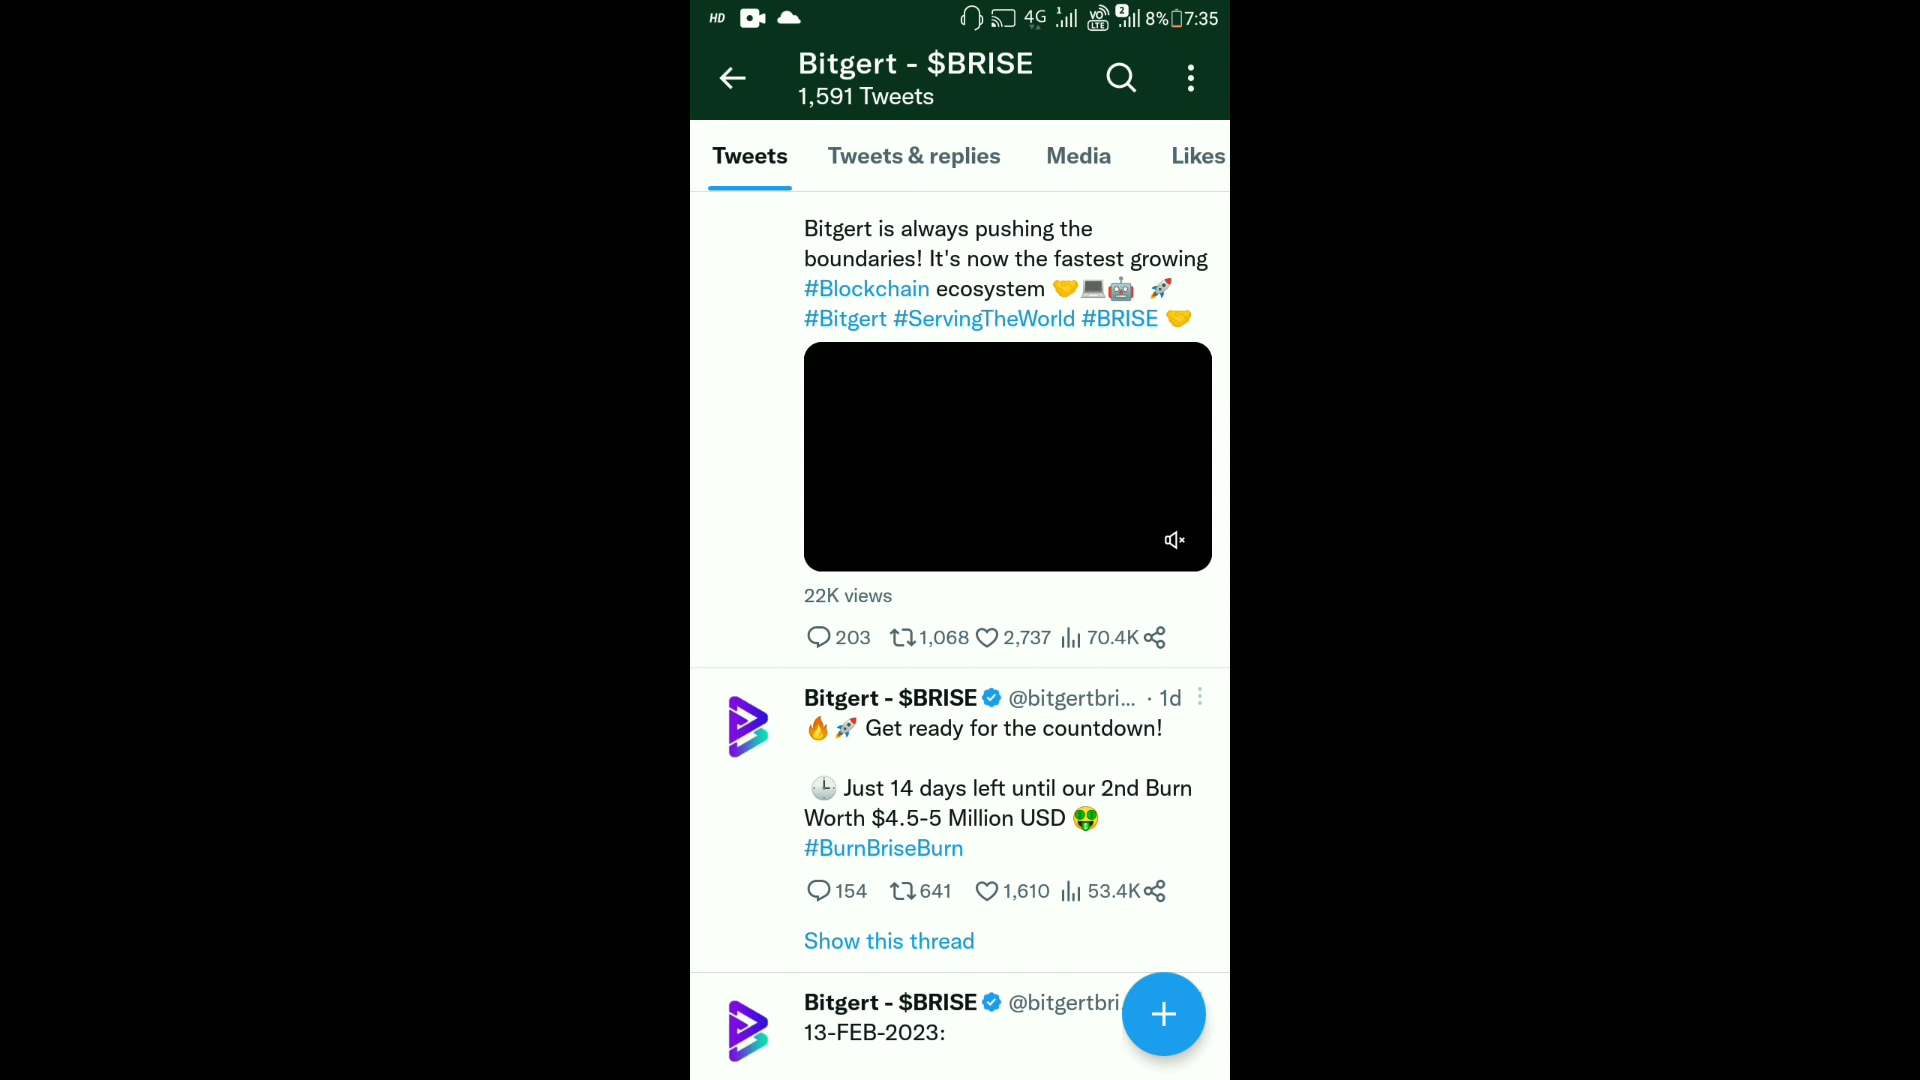 HD 4G 1 VO LTE 2 8% 7:35
Bitgert - $BRISE
1,591 Tweets
Tweets Tweets & replies Media Likes
Bitgert is always pushing the
boundaries! It's now the fastest growing
#Blockchain ecosystem 🤝💻🤖 🚀
#Bitgert #ServingTheWorld #BRISE 🤝
22K views
203 1,068 2,737 70.4K
Bitgert - $BRISE @bitgertbri... · 1d
🔥🚀 Get ready for the countdown!
🕒 Just 14 days left until our 2nd Burn
Worth $4.5-5 Million USD 🤑
#BurnBriseBurn
154 641 1,610 53.4K
Show this thread
Bitgert - $BRISE @bitgertbri
13-FEB-2023: